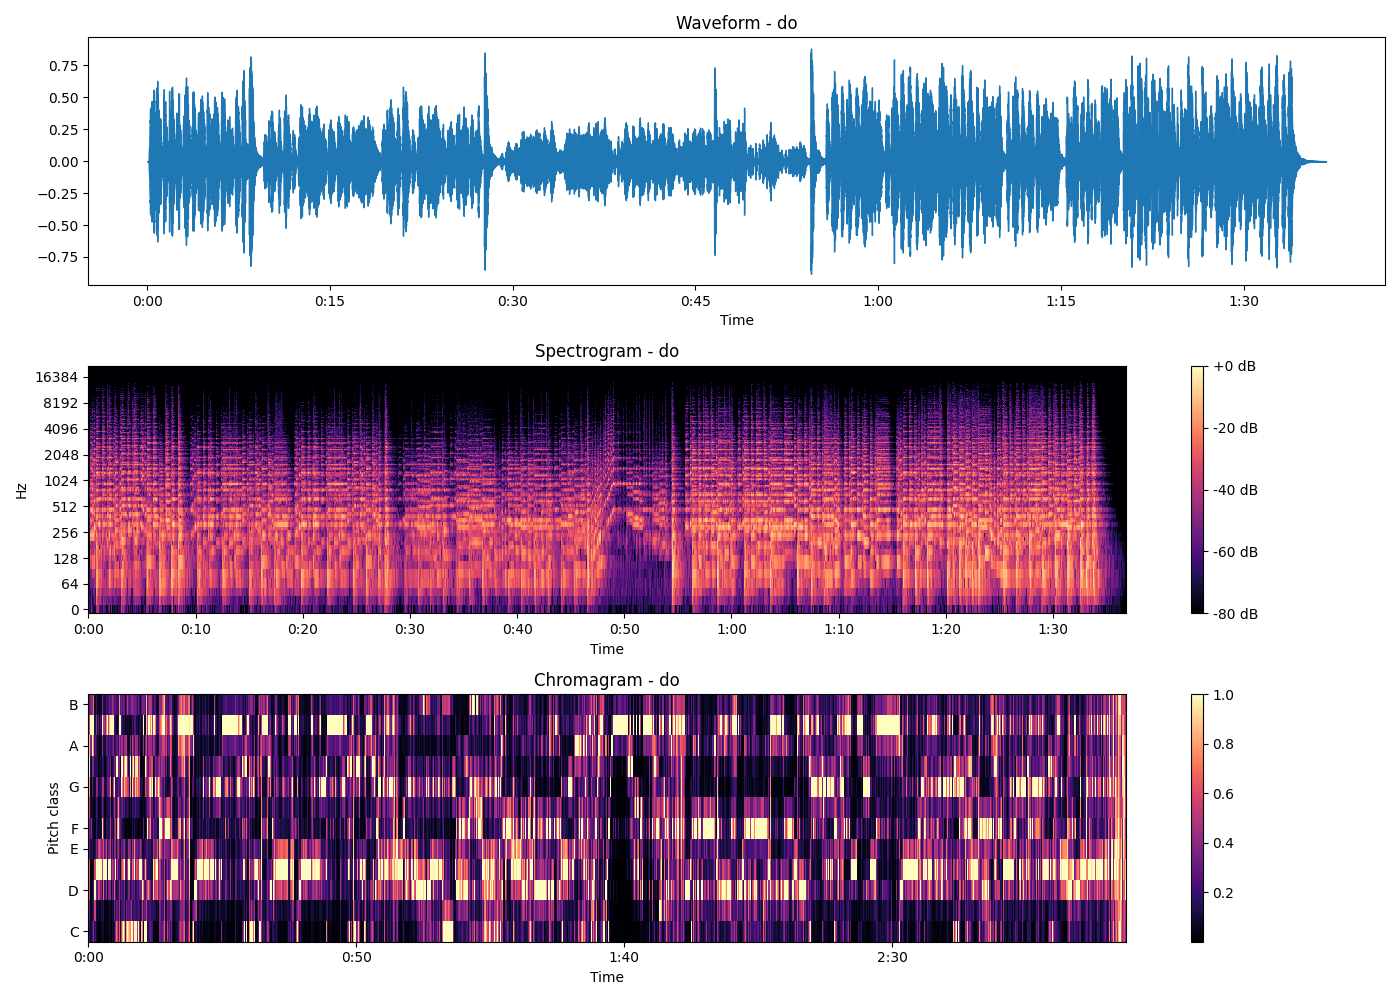 Waveform - do
0.75
0.50
0.25
0.00
−0.25
−0.50
−0.75
0:00 0:15 0:30 0:45 1:00 1:15 1:30
Time
Spectrogram - do
Hz
16384
8192
4096
2048
1024
512
256
128
64
0
0:00 0:10 0:20 0:30 0:40 0:50 1:00 1:10 1:20 1:30
Time
+0 dB
-20 dB
-40 dB
-60 dB
-80 dB
Chromagram - do
Pitch class
B
A
G
F
E
D
C
0:00 0:50 1:40 2:30
Time
1.0
0.8
0.6
0.4
0.2